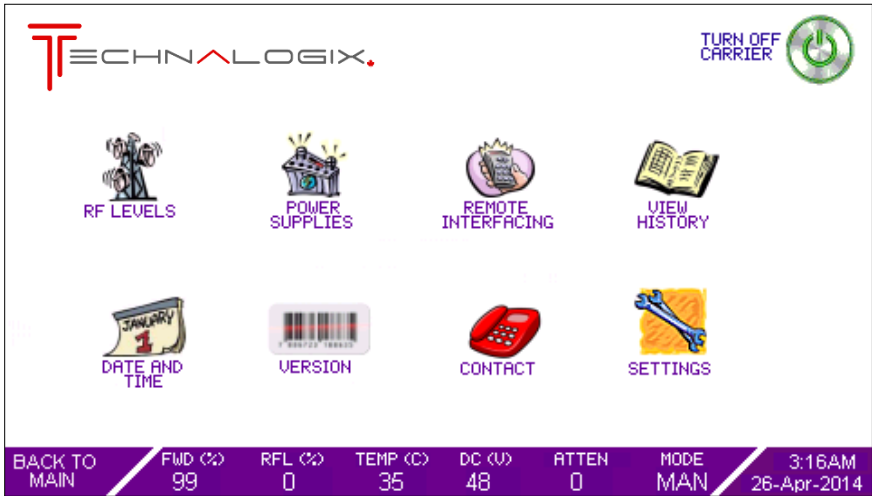 TECHNALOGIX.
TURN OFF
CARRIER
RF LEVELS
POWER
SUPPLIES
REMOTE
INTERFACING
VIEW
HISTORY
JANUARY
1
DATE AND
TIME
VERSION
CONTACT
SETTINGS
BACK TO
MAIN
FWD (%)
99
RFL (%)
0
TEMP (C)
35
DC (V)
48
ATTEN
0
MODE
MAN
3:16AM
26-Apr-2014